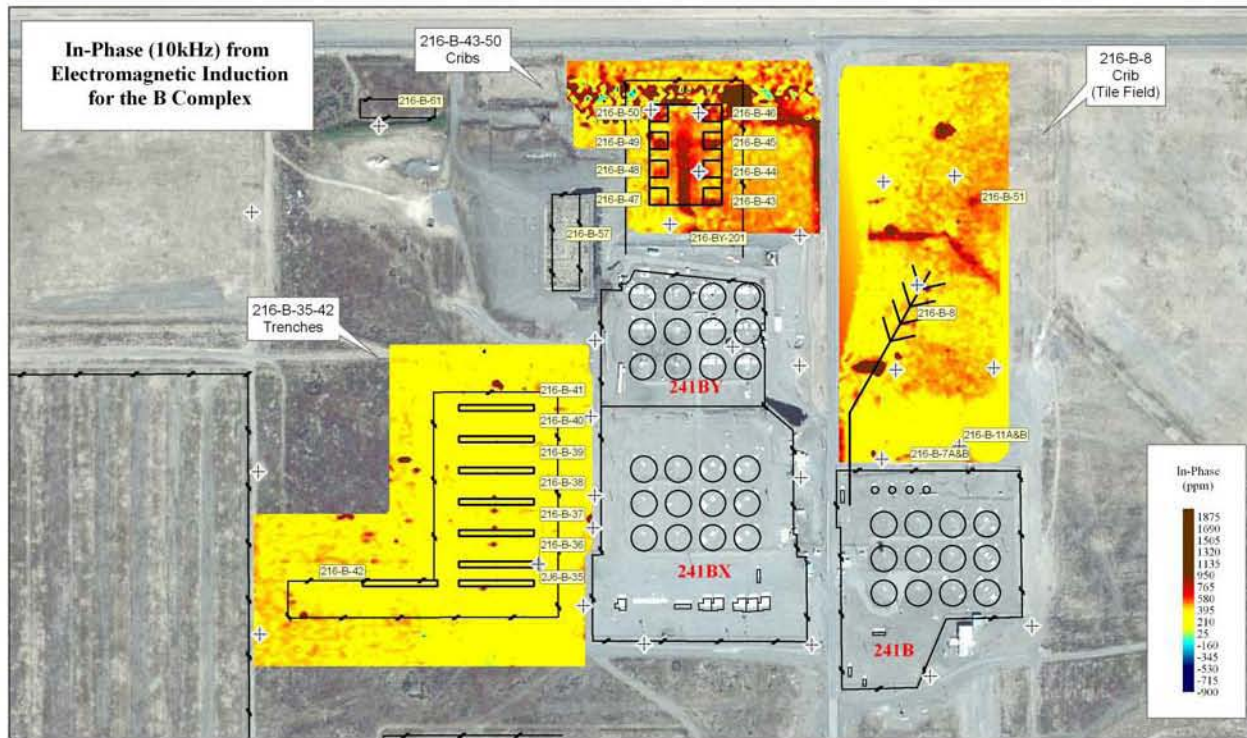 In-Phase (10kHz) from
Electromagnetic Induction
for the B Complex
216-B-43-50
Cribs
216-B-8
Crib
(Tile Field)
216-B-61
216-B-50
216-B-46
216-B-49
216-B-45
216-B-48
216-B-44
216-B-47
216-B-43
216-B-51
216-B-57
216-BY-201
216-B-8
216-B-35-42
Trenches
241BY
216-B-41
216-B-40
216-B-39
216-B-38
216-B-37
216-B-36
2J6-B-35
216-B-42
216-B-11A&B
216-B-7A&B
241BX
241B
In-Phase
(ppm)
1875
1690
1505
1320
1135
950
765
580
395
210
25
-160
-345
-530
-715
-900